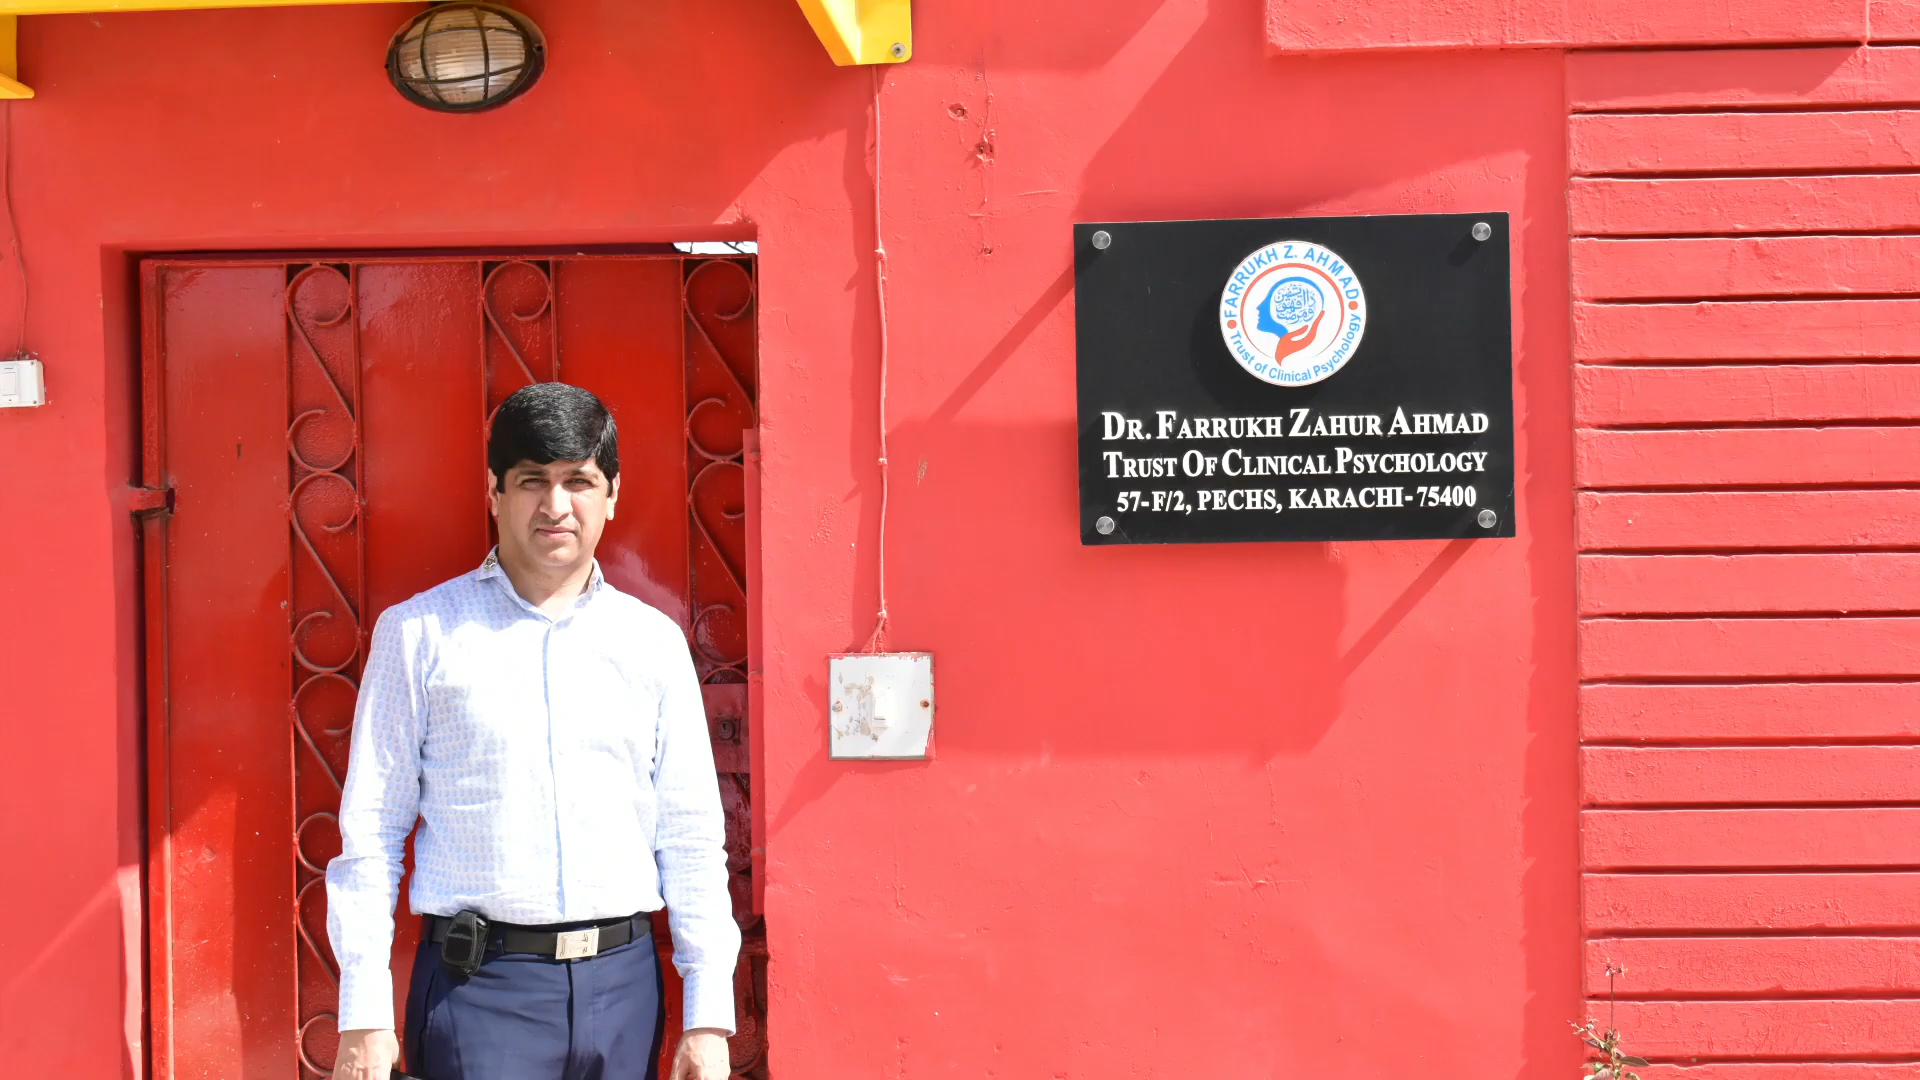 FARRUKH Z. AHMAD
Trust of Clinical Psychology
DR. FARRUKH ZAHUR AHMAD
TRUST OF CLINICAL PSYCHOLOGY
57-F/2, PECHS, KARACHI-75400